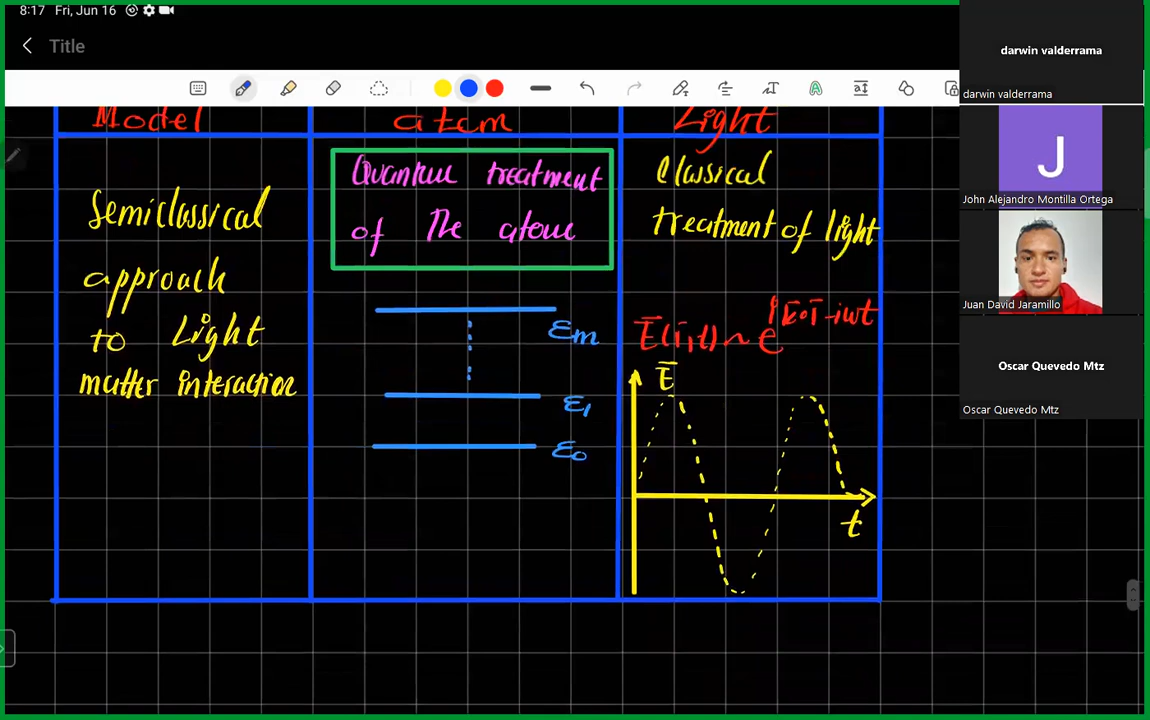 8:17 Fri, Jun 16
Title
darwin valderrama
darwin valderrama
J
John Alejandro Montilla Ortega
Juan David Jaramillo
Oscar Quevedo Mtz
Oscar Quevedo Mtz
Model
atom
Light
Semiclassical
approach
to Light
matter interaction
Quantum treatment
of The atom
εm
ε1
ε0
Classical
treatment of light
E̅(r̅,t) ~ e^{i k̅·r̅ - iωt}
E̅
t